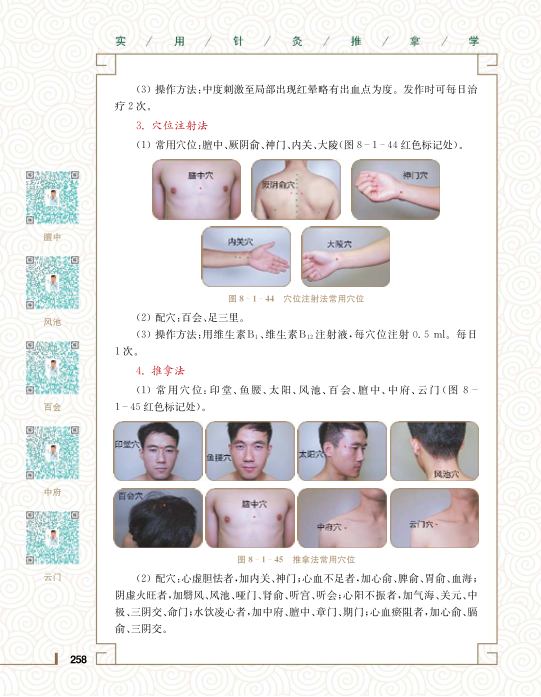 实 / 用 / 针 / 灸 / 推 / 拿 / 学
(3) 操作方法:中度刺激至局部出现红晕略有出血点为度。发作时可每日治
疗 2 次。
3. 穴位注射法
(1) 常用穴位:膻中、厥阴俞、神门、内关、大陵(图 8-1-44 红色标记处)。
膻中穴
厥阴俞穴
神门穴
内关穴
大陵穴
图 8-1-44 穴位注射法常用穴位
(2) 配穴:百会、足三里。
(3) 操作方法:用维生素B₁、维生素B₁₂注射液,每穴位注射 0.5 ml。每日
1 次。
4. 推拿法
(1) 常用穴位:印堂、鱼腰、太阳、风池、百会、膻中、中府、云门(图 8-
1-45 红色标记处)。
印堂穴
鱼腰穴
太阳穴
风池穴
百会穴
膻中穴
中府穴
云门穴
图 8-1-45 推拿法常用穴位
(2) 配穴:心虚胆怯者,加内关、神门;心血不足者,加心俞、脾俞、胃俞、血海;
阴虚火旺者,加翳风、风池、哑门、肾俞、听宫、听会;心阳不振者,加气海、关元、中
极、三阴交、命门;水饮凌心者,加中府、膻中、章门、期门;心血瘀阻者,加心俞、膈
俞、三阴交。
膻中
风池
百会
中府
云门
258